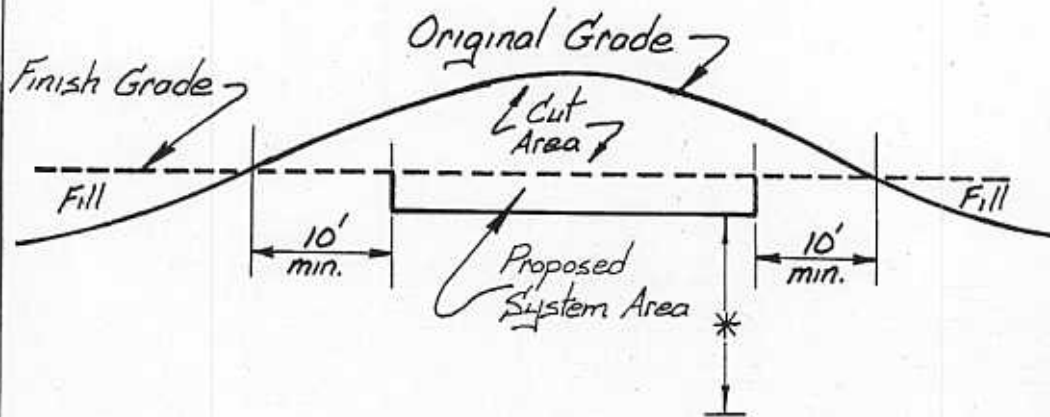 Original Grade
Finish Grade
Cut
Area
Fill
Fill
10'
min.
10'
min.
Proposed
System Area
*